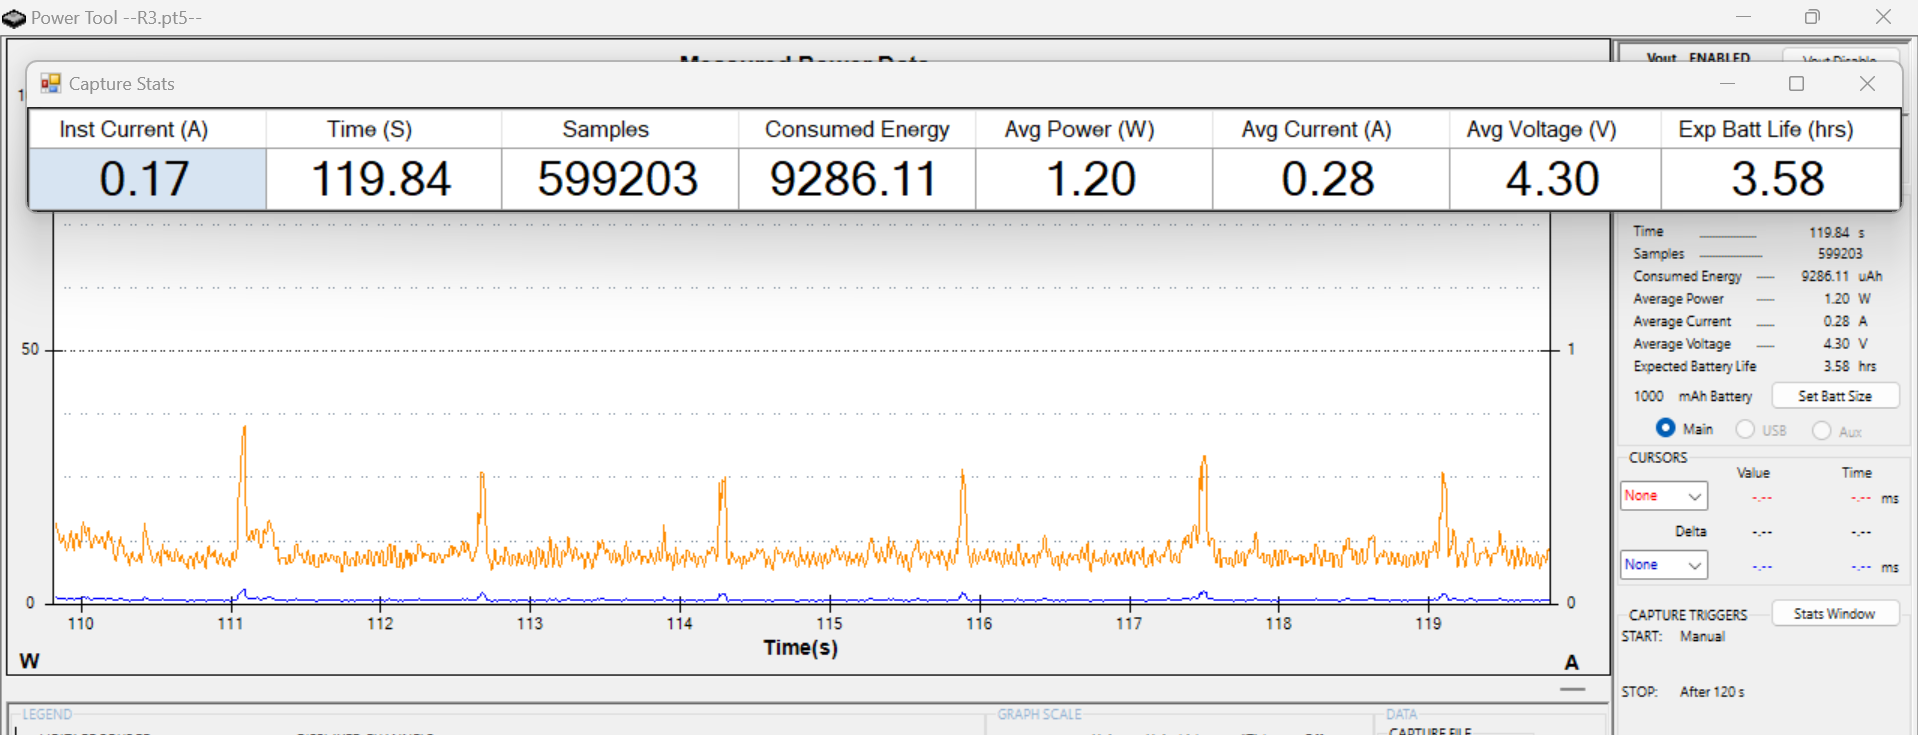 Power Tool --R3.pt5--
Measured Power Data
Vout ENABLED
Vout Disable
Capture Stats
Inst Current (A) Time (S) Samples Consumed Energy Avg Power (W) Avg Current (A) Avg Voltage (V) Exp Batt Life (hrs)
0.17 119.84 599203 9286.11 1.20 0.28 4.30 3.58
Time 119.84 s
Samples 599203
Consumed Energy 9286.11 uAh
Average Power 1.20 W
Average Current 0.28 A
Average Voltage 4.30 V
Expected Battery Life 3.58 hrs
1000 mAh Battery Set Batt Size
Main USB Aux
CURSORS
Value Time
None -.-- -.-- ms
Delta -.-- -.--
None -.-- -.-- ms
CAPTURE TRIGGERS Stats Window
START: Manual
STOP: After 120 s
50 1
0 0
110 111 112 113 114 115 116 117 118 119
Time(s)
W A
LEGEND GRAPH SCALE DATA
CAPTURE FILE